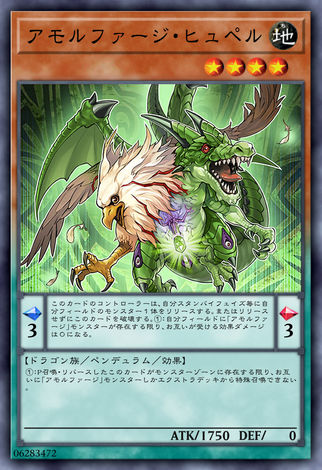 アモルファージ・ヒュペル
地
ち
このカードのコントローラーは、自分スタンバイフェイズ毎に自
分フィールドのモンスター1体をリリースする。またはリリース
せずにこのカードを破壊する。①:自分フィールドに「アモルファ
ージ」モンスターが存在する限り、お互いが受ける効果ダメージ
は0になる。
3
3
【ドラゴン族/ペンデュラム/効果】
①:P召喚・リバースしたこのカードがモンスターゾーンに存在する限り、お互
いに「アモルファージ」モンスターしかエクストラデッキから特殊召喚できない
。
ATK/1750 DEF/ 0
06283472